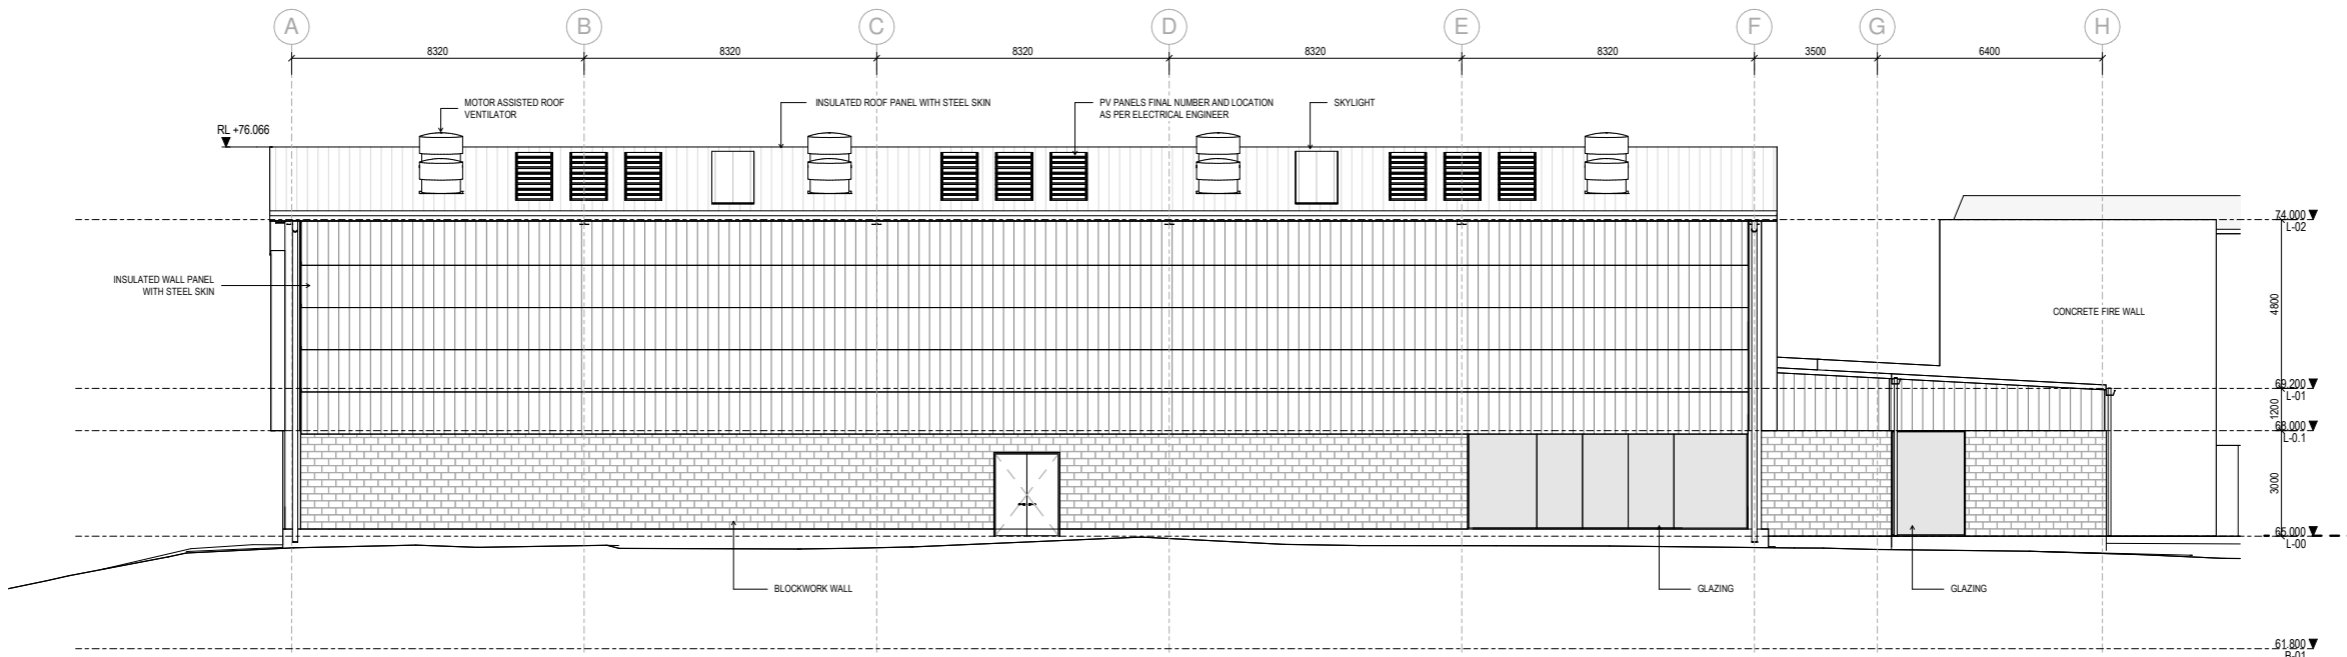 A
B
C
D
E
F
G
H
8320
8320
8320
8320
8320
3500
6400
MOTOR ASSISTED ROOF
VENTILATOR
INSULATED ROOF PANEL WITH STEEL SKIN
PV PANELS FINAL NUMBER AND LOCATION
AS PER ELECTRICAL ENGINEER
SKYLIGHT
RL +76.066
74.000
L-02
INSULATED WALL PANEL
WITH STEEL SKIN
4800
CONCRETE FIRE WALL
69.200
L-01
1200
68.000
L-0.1
3000
65.000
L-00
BLOCKWORK WALL
GLAZING
GLAZING
61.800
B-01